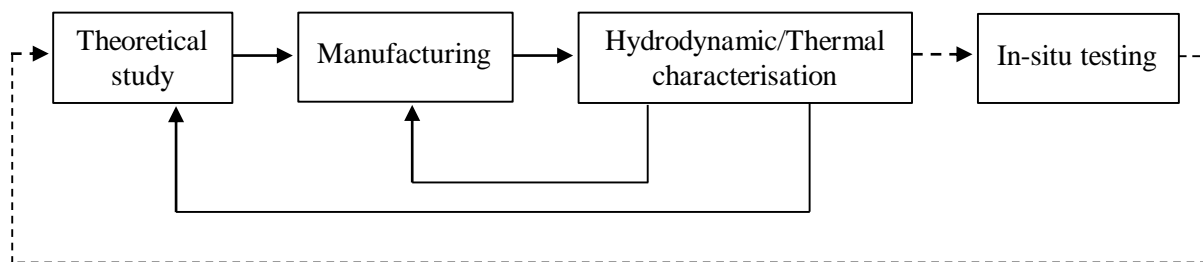 Theoretical
study
Manufacturing
Hydrodynamic/Thermal
characterisation
In-situ testing